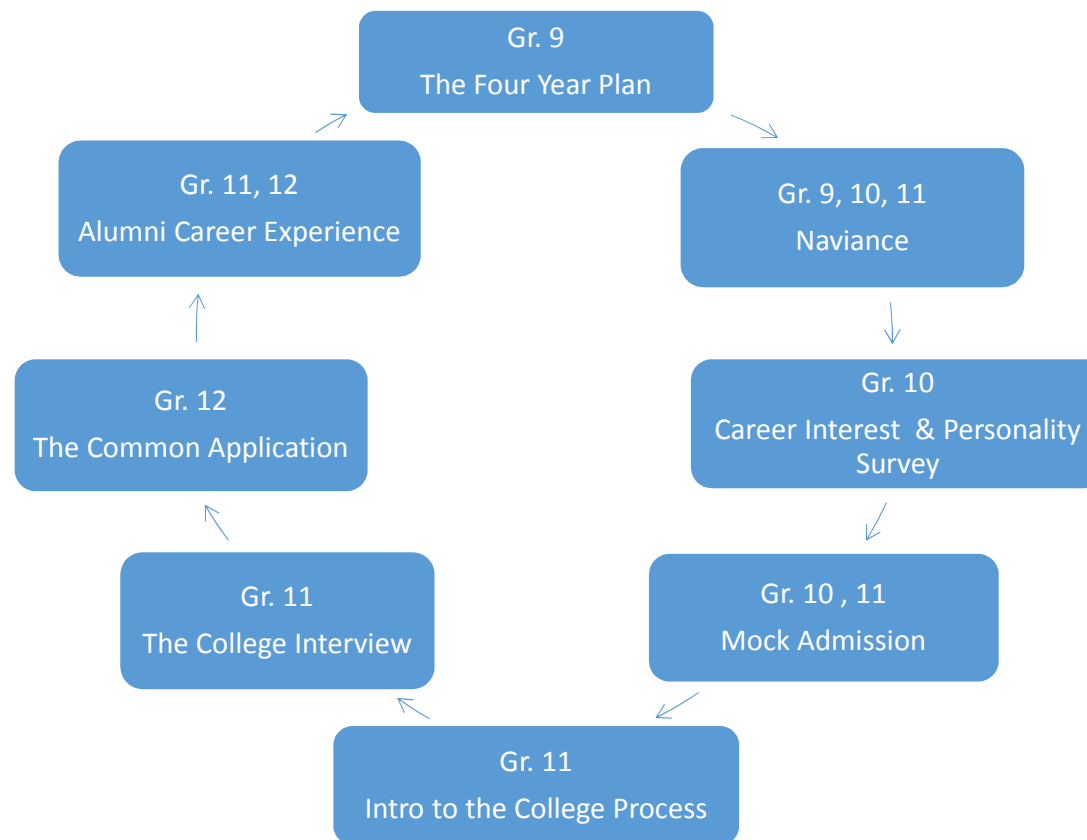 Gr. 9
The Four Year Plan
Gr. 9, 10, 11
Naviance
Gr. 10
Career Interest  & Personality
Survey
Gr. 10 , 11
Mock Admission
Gr. 11
Intro to the College Process
Gr. 11
The College Interview
Gr. 12
The Common Application
Gr. 11, 12
Alumni Career Experience